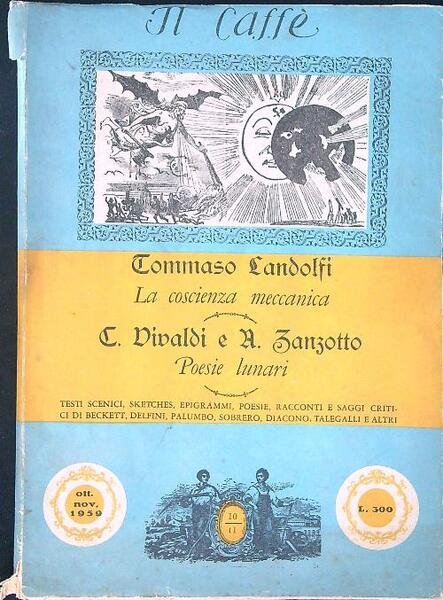 Il Caffè
Tommaso Landolfi
La coscienza meccanica
C. Vivaldi e A. Zanzotto
Poesie lunari
TESTI SCENICI, SKETCHES, EPIGRAMMI, POESIE, RACCONTI E SAGGI CRITI-
CI DI BECKETT, DELFINI, PALUMBO, SOBRERO, DIACONO, TALEGALLI E ALTRI
ott.
nov,
1959
10
11
L. 300